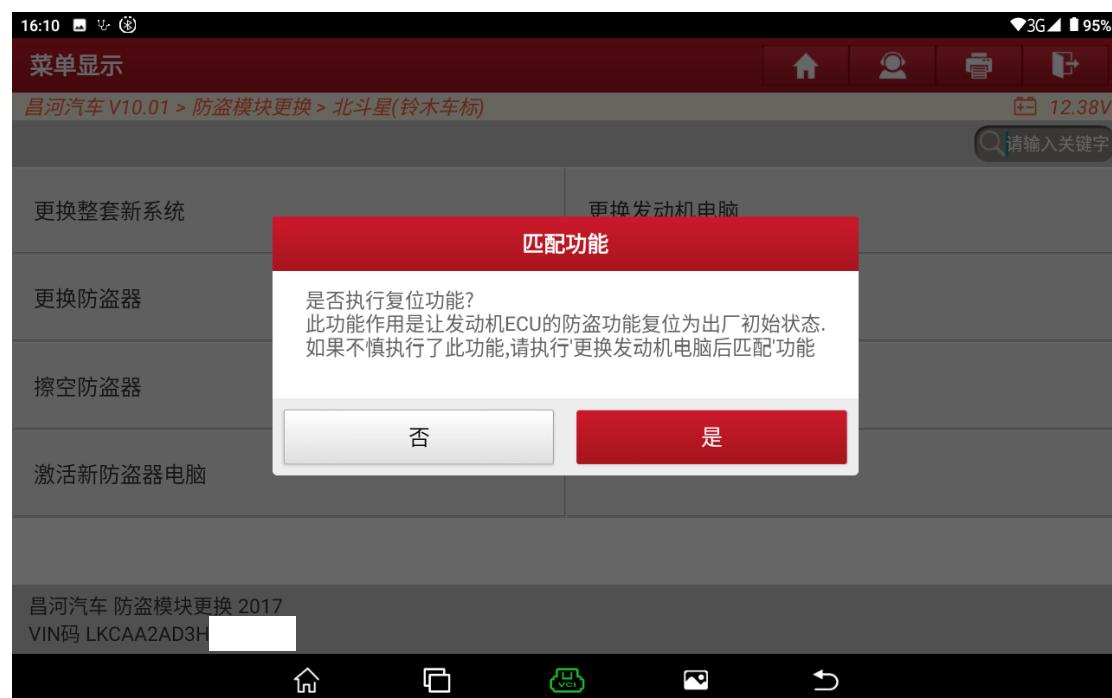 16:10
3G 95%
菜单显示
昌河汽车 V10.01 > 防盗模块更换 > 北斗星(铃木车标)
12.38V
请输入关键字
更换整套新系统
更换发动机电脑
匹配功能
更换防盗器
是否执行复位功能?
此功能作用是让发动机ECU的防盗功能复位为出厂初始状态.
如果不慎执行了此功能,请执行'更换发动机电脑后匹配'功能
擦空防盗器
否
是
激活新防盗器电脑
昌河汽车 防盗模块更换 2017
VIN码 LKCAA2AD3H
VCI